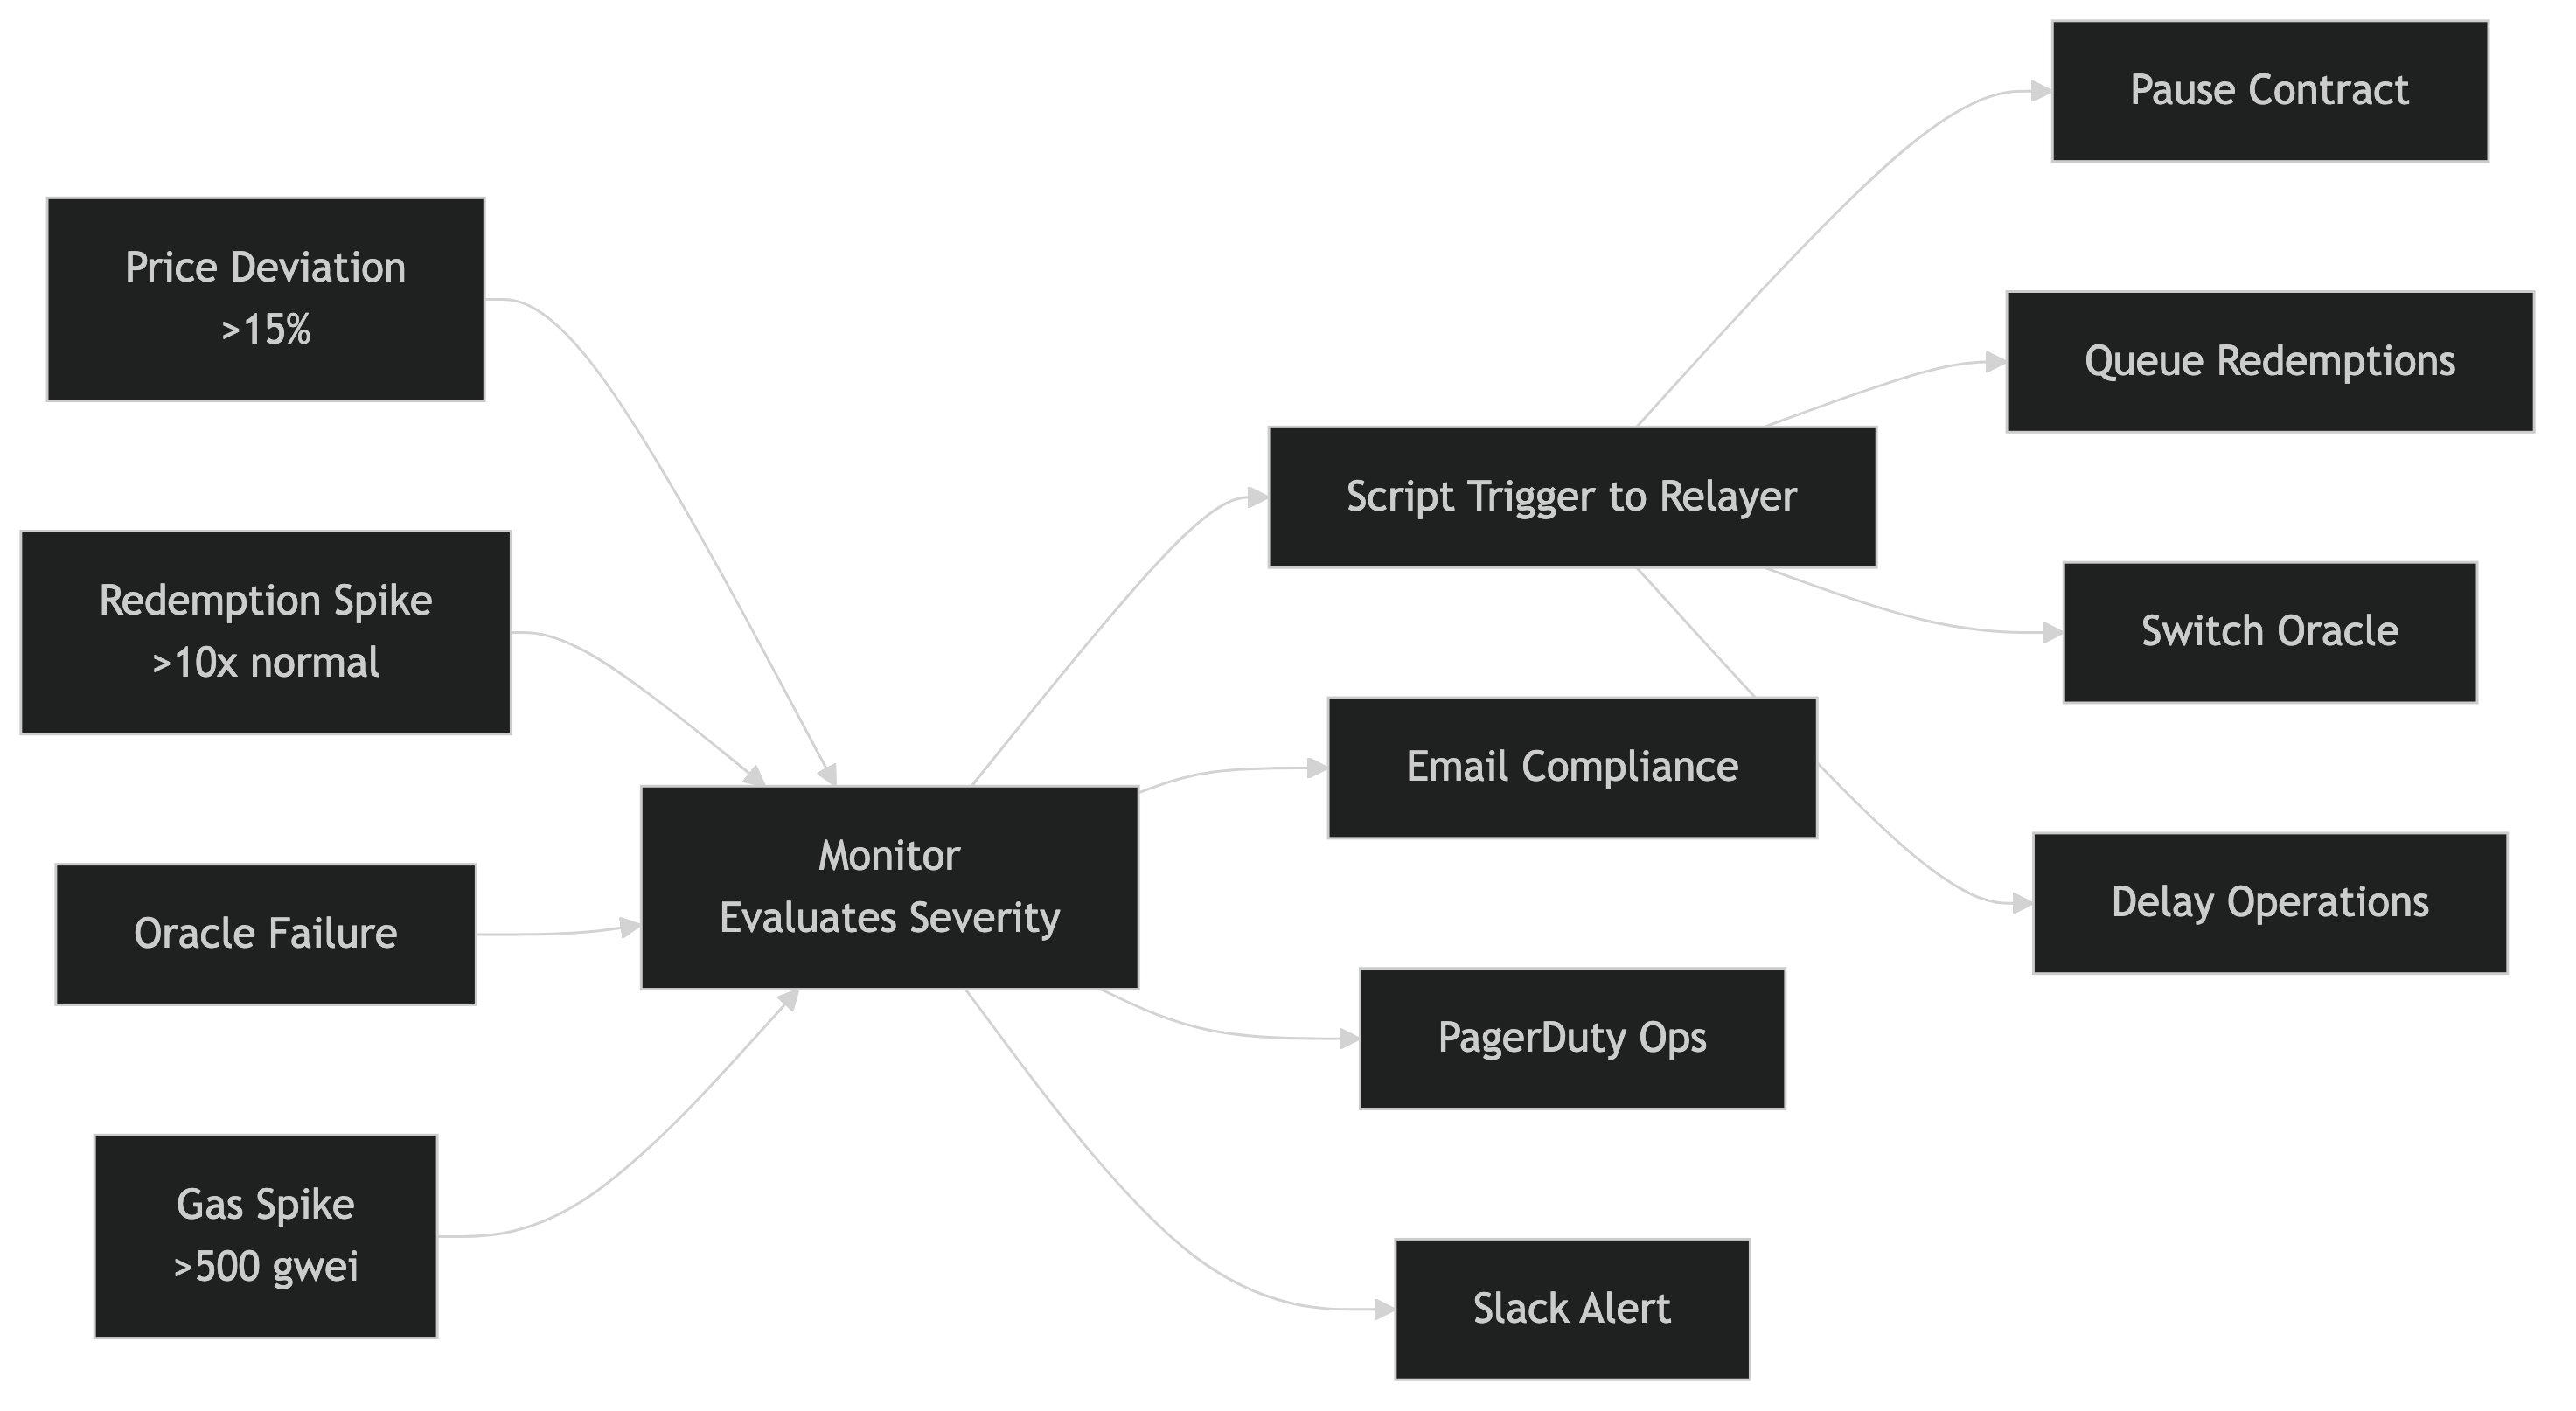 Price Deviation
>15%
Redemption Spike
>10x normal
Oracle Failure
Gas Spike
>500 gwei
Monitor
Evaluates Severity
Script Trigger to Relayer
Email Compliance
PagerDuty Ops
Slack Alert
Pause Contract
Queue Redemptions
Switch Oracle
Delay Operations